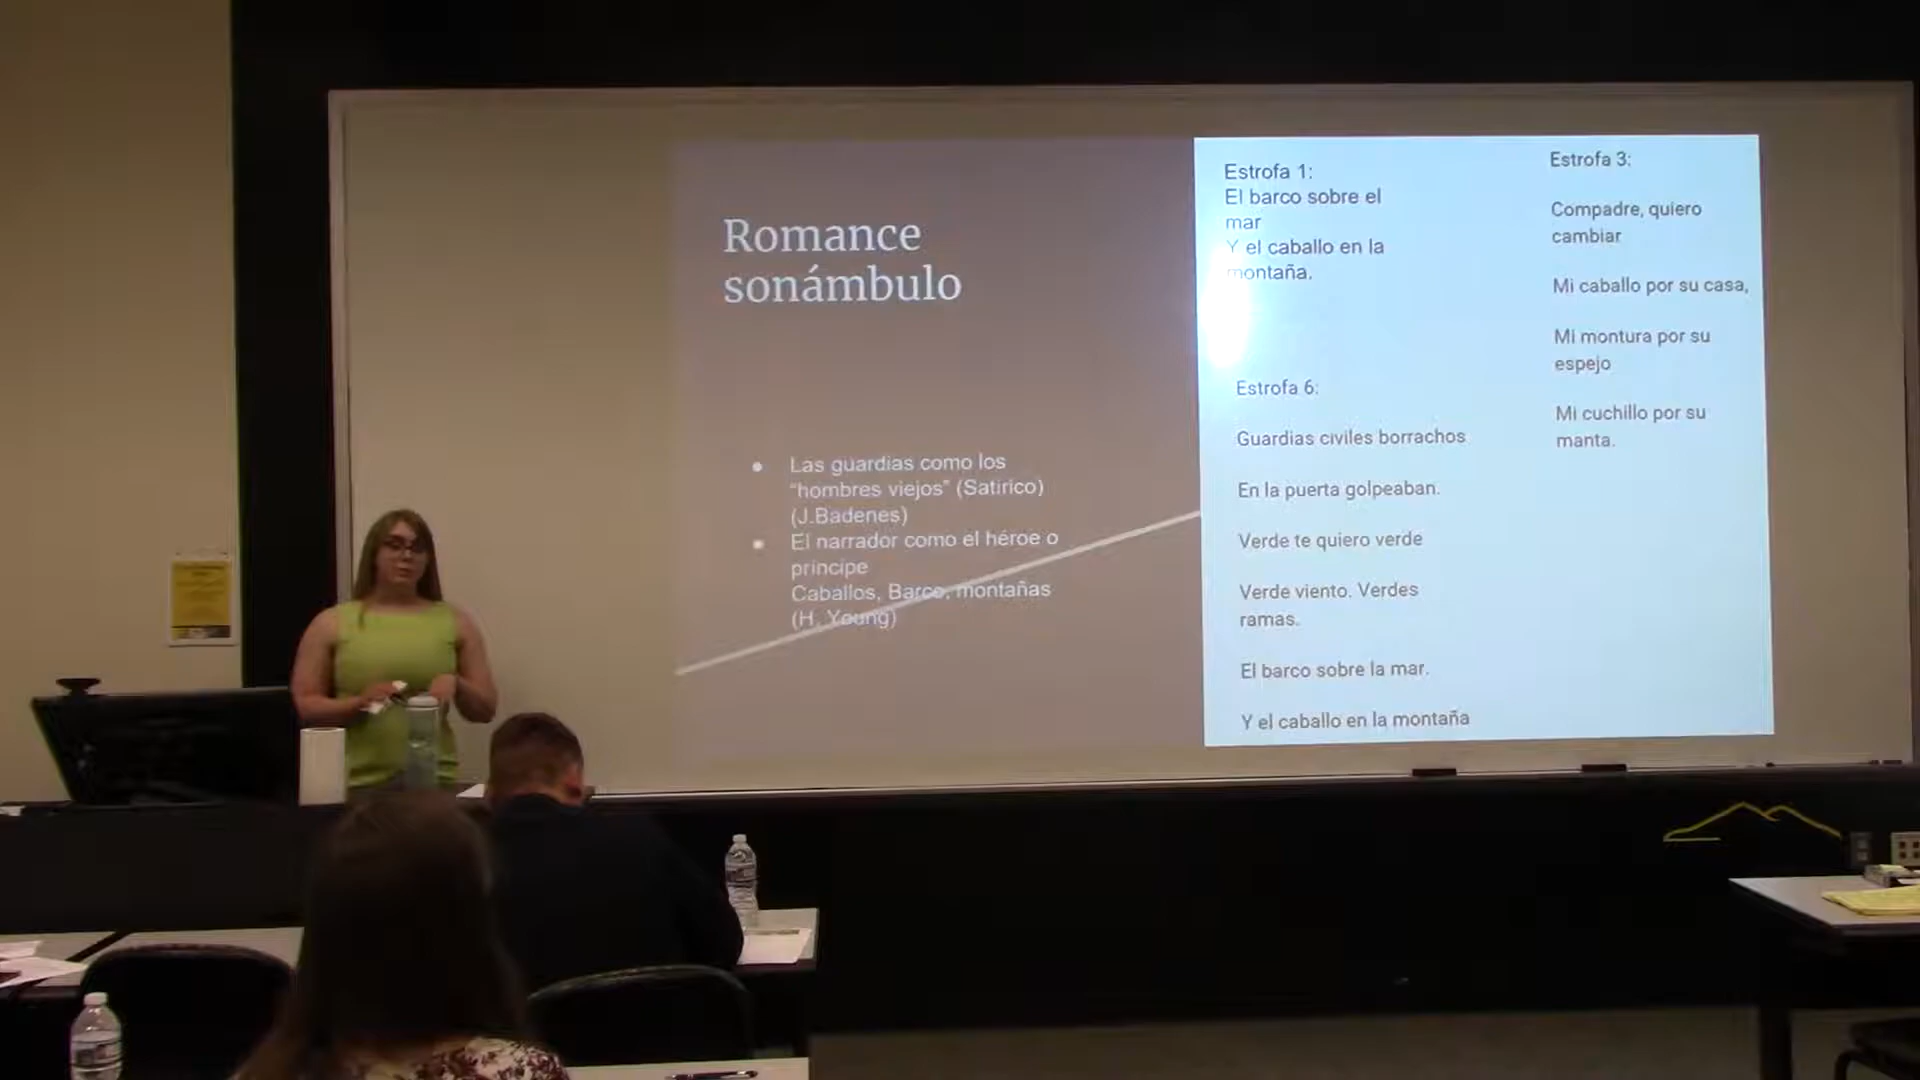 Romance
sonámbulo
Las guardias como los
“hombres viejos” (Satirico)
(J.Badenes)
El narrador como el héroe o
principe
Caballos, Barco, montañas
(H. Young)
Estrofa 1:
El barco sobre el
mar
Y el caballo en la
montaña.
Estrofa 6:
Guardias civiles borrachos
En la puerta golpeaban.
Verde te quiero verde
Verde viento. Verdes
ramas.
El barco sobre la mar.
Y el caballo en la montaña
Estrofa 3:
Compadre, quiero
cambiar
Mi caballo por su casa,
Mi montura por su
espejo
Mi cuchillo por su
manta.